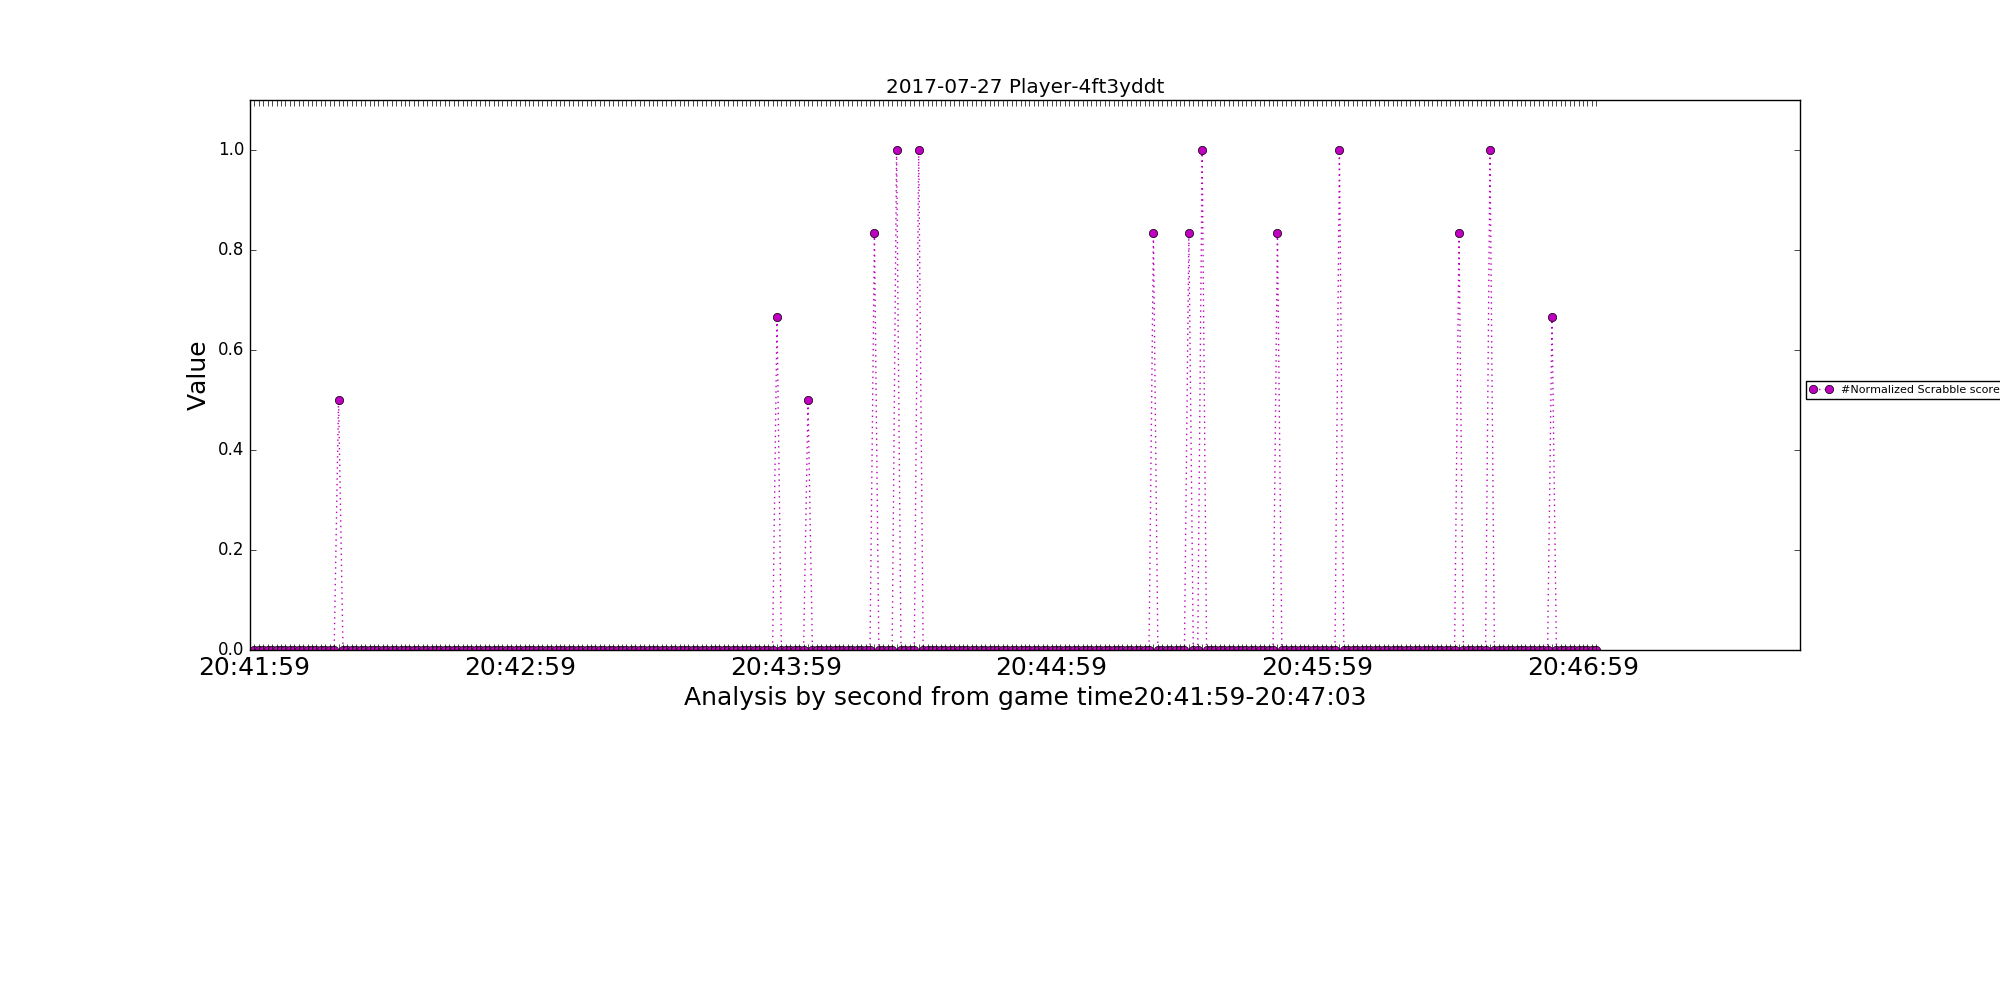 2017-07-27 Player-4ft3yddt
1.0
0.8
0.6
0.4
0.2
0.0
Value
#Normalized Scrabble score
20:41:59 20:42:59 20:43:59 20:44:59 20:45:59 20:46:59
Analysis by second from game time20:41:59-20:47:03